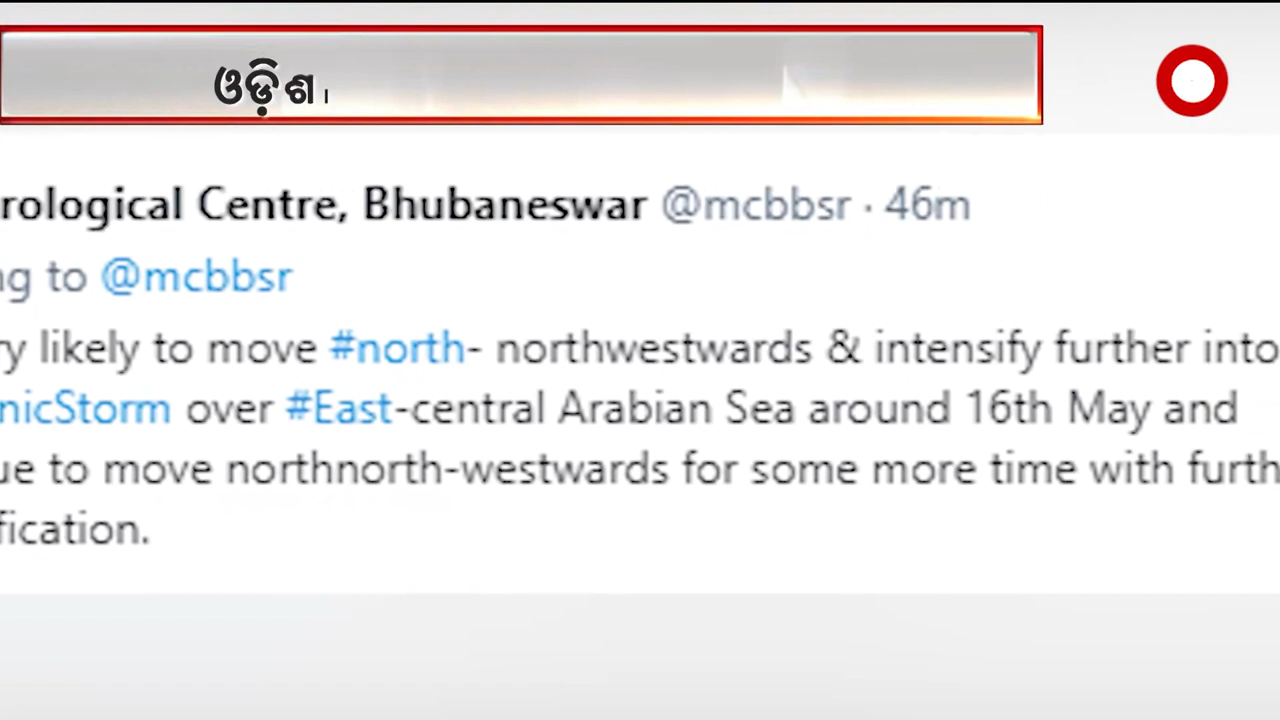 ଓଡ଼ିଶା
rological Centre, Bhubaneswar @mcbbsr · 46m
ng to @mcbbsr
ry likely to move #north- northwestwards & intensify further into
nicStorm over #East-central Arabian Sea around 16th May and
ue to move northnorth-westwards for some more time with furth
fication.